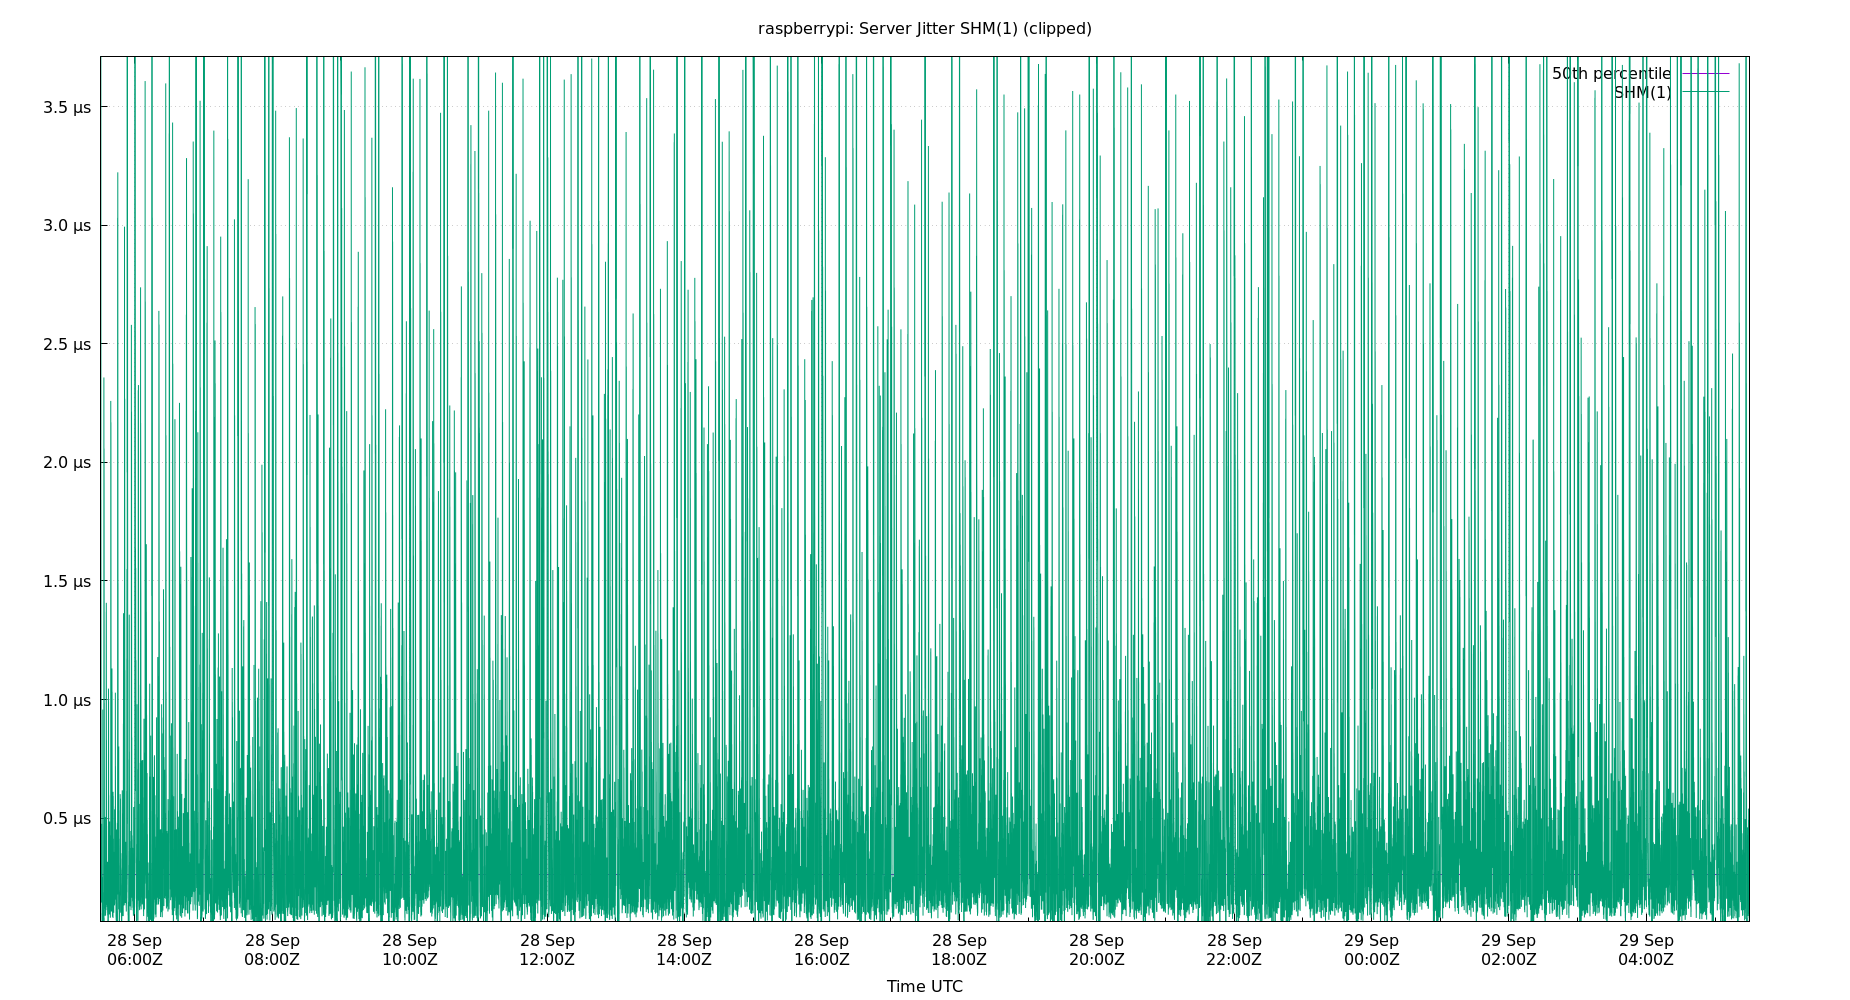 raspberrypi: Server Jitter SHM(1) (clipped)
50th percentile
SHM(1)
3.5 µs
3.0 µs
2.5 µs
2.0 µs
1.5 µs
1.0 µs
0.5 µs
28 Sep 28 Sep 28 Sep 28 Sep 28 Sep 28 Sep 28 Sep 28 Sep 28 Sep 29 Sep 29 Sep 29 Sep
06:00Z 08:00Z 10:00Z 12:00Z 14:00Z 16:00Z 18:00Z 20:00Z 22:00Z 00:00Z 02:00Z 04:00Z
Time UTC